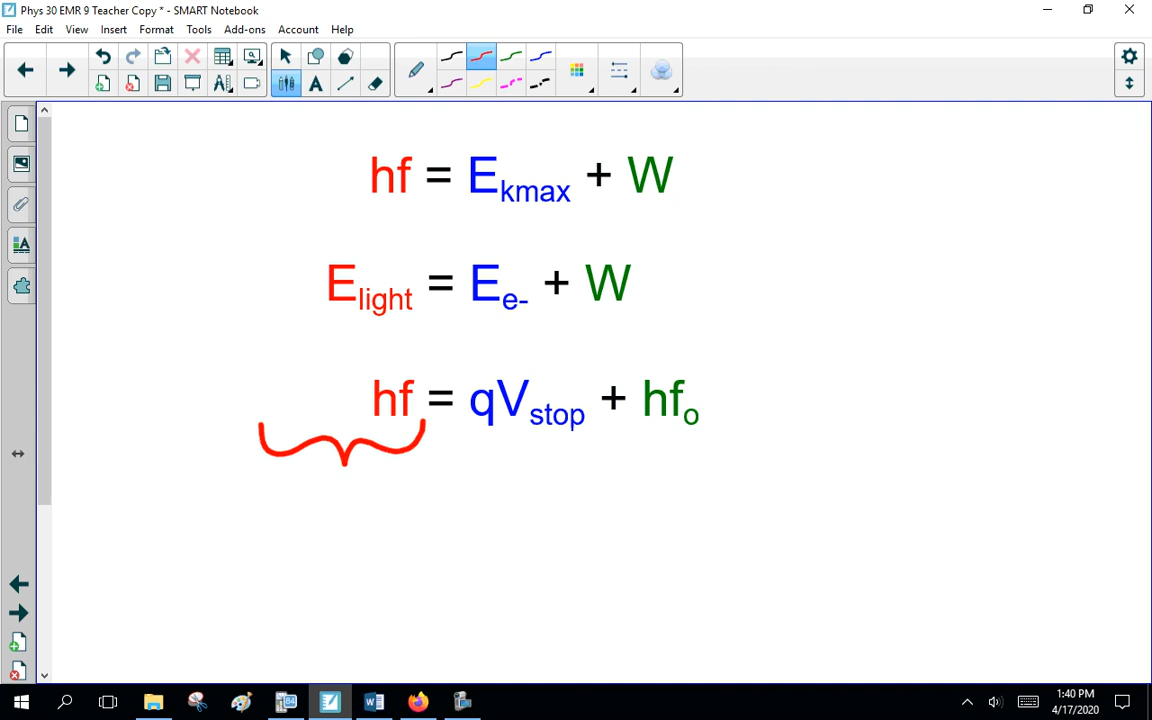 Phys 30 EMR 9 Teacher Copy * - SMART Notebook
File Edit View Insert Format Tools Add-ons Account Help
hf = Ekmax + W
Elight = Ee- + W
hf = qVstop + hfo
1:40 PM
4/17/2020